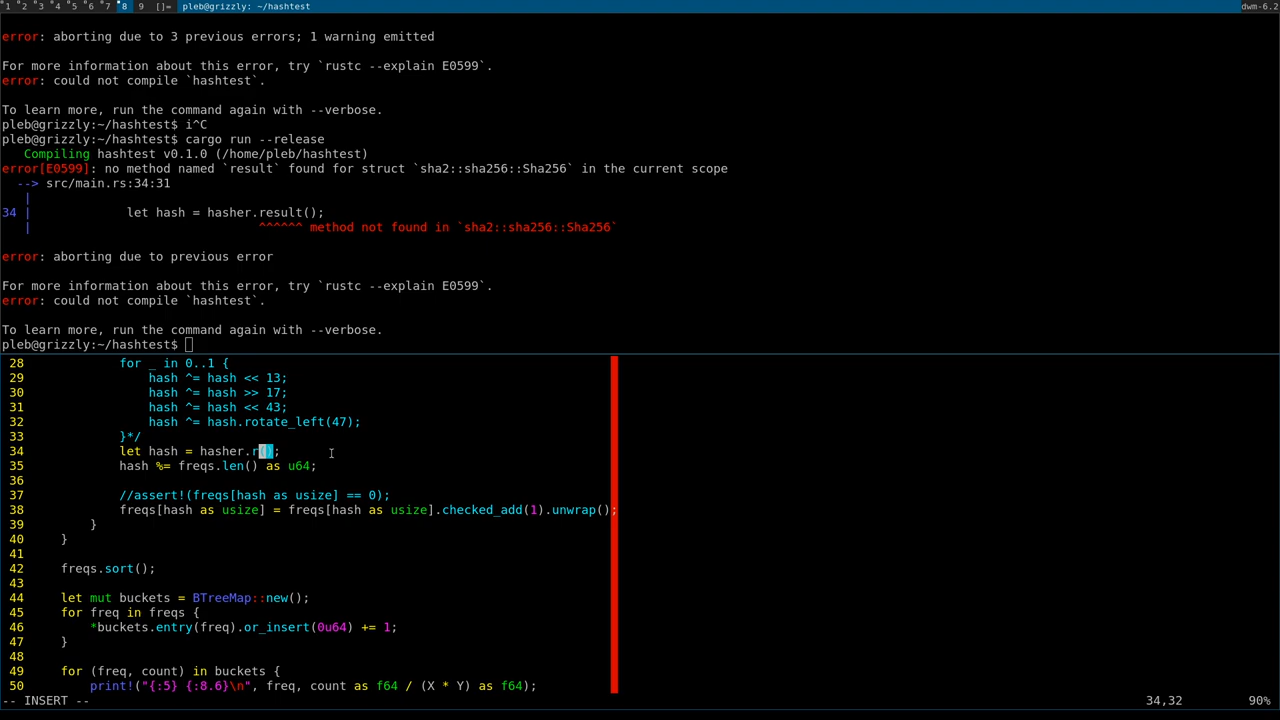 1 2 3 4 5 6 7 8 9 []= pleb@grizzly: ~/hashtest dwm-6.2
error: aborting due to 3 previous errors; 1 warning emitted
For more information about this error, try `rustc --explain E0599`.
error: could not compile `hashtest`.
To learn more, run the command again with --verbose.
pleb@grizzly:~/hashtest$ i^C
pleb@grizzly:~/hashtest$ cargo run --release
Compiling hashtest v0.1.0 (/home/pleb/hashtest)
error[E0599]: no method named `result` found for struct `sha2::sha256::Sha256` in the current scope
--> src/main.rs:34:31
|
34 | let hash = hasher.result();
| ^^^^^^ method not found in `sha2::sha256::Sha256`
error: aborting due to previous error
For more information about this error, try `rustc --explain E0599`.
error: could not compile `hashtest`.
To learn more, run the command again with --verbose.
pleb@grizzly:~/hashtest$
28 for _ in 0..1 {
29 hash ^= hash << 13;
30 hash ^= hash >> 17;
31 hash ^= hash << 43;
32 hash ^= hash.rotate_left(47);
33 }*/
34 let hash = hasher.r();
35 hash %= freqs.len() as u64;
36
37 //assert!(freqs[hash as usize] == 0);
38 freqs[hash as usize] = freqs[hash as usize].checked_add(1).unwrap();
39 }
40 }
41
42 freqs.sort();
43
44 let mut buckets = BTreeMap::new();
45 for freq in freqs {
46 *buckets.entry(freq).or_insert(0u64) += 1;
47 }
48
49 for (freq, count) in buckets {
50 print!("{:5} {:8.6}\n", freq, count as f64 / (X * Y) as f64);
-- INSERT -- 34,32 90%